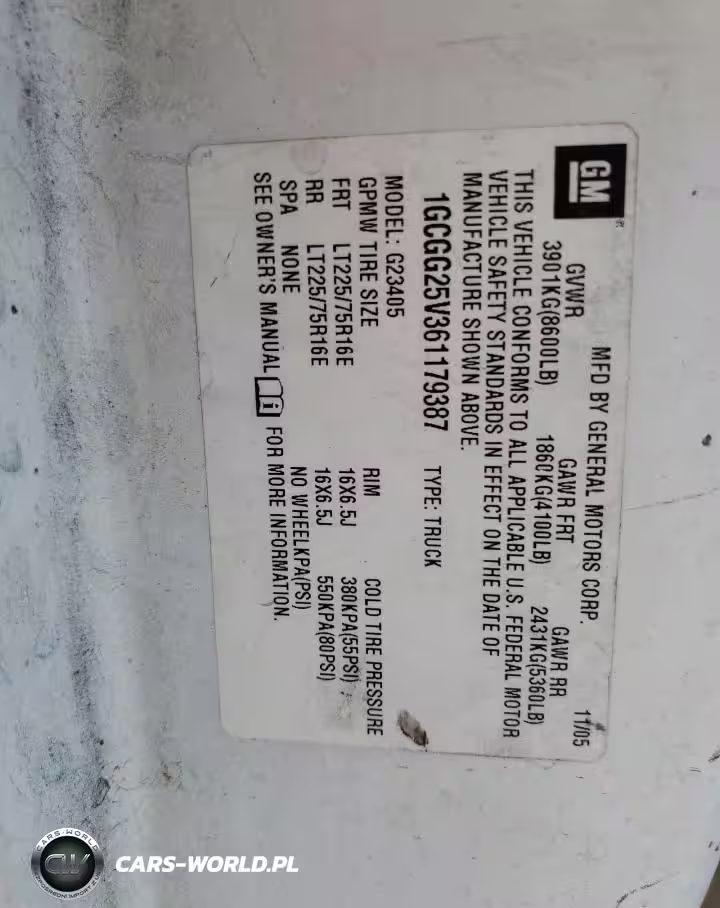 GM
MFD BY GENERAL MOTORS CORP. 11/05
GVWR GAWR FRT GAWR RR
3901KG(8600LB) 1860KG(4100LB) 2431KG(5360LB)
THIS VEHICLE CONFORMS TO ALL APPLICABLE U.S. FEDERAL MOTOR
VEHICLE SAFETY STANDARDS IN EFFECT ON THE DATE OF
MANUFACTURE SHOWN ABOVE.
1GCGG25V361179387 TYPE: TRUCK
MODEL: G23405
GPMW TIRE SIZE RIM COLD TIRE PRESSURE
FRT LT225/75R16E 16X6.5J 380KPA(55PSI)
RR LT225/75R16E 16X6.5J 550KPA(80PSI)
SPA NONE NO WHEELKPA(PSI)
SEE OWNER'S MANUAL FOR MORE INFORMATION.
CARS-WORLD
CW
CARS-WORLD.PL